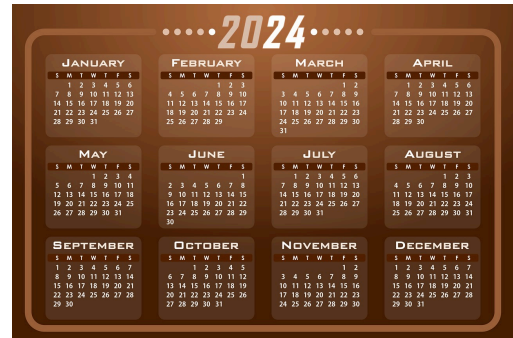 2024
January
S M T W T F S
1 2 3 4 5 6
7 8 9 10 11 12 13
14 15 16 17 18 19 20
21 22 23 24 25 26 27
28 29 30 31
February
S M T W T F S
1 2 3
4 5 6 7 8 9 10
11 12 13 14 15 16 17
18 19 20 21 22 23 24
25 26 27 28 29
March
S M T W T F S
1 2
3 4 5 6 7 8 9
10 11 12 13 14 15 16
17 18 19 20 21 22 23
24 25 26 27 28 29 30
31
April
S M T W T F S
1 2 3 4 5 6
7 8 9 10 11 12 13
14 15 16 17 18 19 20
21 22 23 24 25 26 27
28 29 30
May
S M T W T F S
1 2 3 4
5 6 7 8 9 10 11
12 13 14 15 16 17 18
19 20 21 22 23 24 25
26 27 28 29 30 31
June
S M T W T F S
1
2 3 4 5 6 7 8
9 10 11 12 13 14 15
16 17 18 19 20 21 22
23 24 25 26 27 28 29
30
July
S M T W T F S
1 2 3 4 5 6
7 8 9 10 11 12 13
14 15 16 17 18 19 20
21 22 23 24 25 26 27
28 29 30 31
August
S M T W T F S
1 2 3
4 5 6 7 8 9 10
11 12 13 14 15 16 17
18 19 20 21 22 23 24
25 26 27 28 29 30 31
September
S M T W T F S
1 2 3 4 5 6 7
8 9 10 11 12 13 14
15 16 17 18 19 20 21
22 23 24 25 26 27 28
29 30
October
S M T W T F S
1 2 3 4 5
6 7 8 9 10 11 12
13 14 15 16 17 18 19
20 21 22 23 24 25 26
27 28 29 30 31
November
S M T W T F S
1 2
3 4 5 6 7 8 9
10 11 12 13 14 15 16
17 18 19 20 21 22 23
24 25 26 27 28 29 30
December
S M T W T F S
1 2 3 4 5 6 7
8 9 10 11 12 13 14
15 16 17 18 19 20 21
22 23 24 25 26 27 28
29 30 31